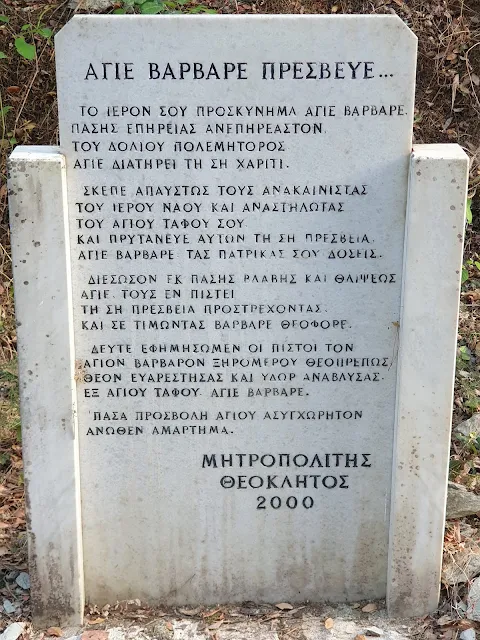 ΑΓΙΕ ΒΑΡΒΑΡΕ ΠΡΕΣΒΕΥΕ...
ΤΟ ΙΕΡΟΝ ΣΟΥ ΠΡΟΣΚΥΝΗΜΑ ΑΓΙΕ ΒΑΡΒΑΡΕ.
ΠΑΣΗΣ ΕΠΗΡΕΙΑΣ ΑΝΕΠΗΡΕΑΣΤΟΝ.
ΤΟΥ ΔΟΛΙΟΥ ΠΟΛΕΜΗΤΟΡΟΣ
ΑΓΙΕ ΔΙΑΤΗΡΕΙ ΤΗ ΣΗ ΧΑΡΙΤΙ.
ΣΚΕΠΕ ΑΠΑΥΣΤΩΣ ΤΟΥΣ ΑΝΑΚΑΙΝΙΣΤΑΣ
ΤΟΥ ΙΕΡΟΥ ΝΑΟΥ ΚΑΙ ΑΝΑΣΤΗΛΩΤΑΣ
ΤΟΥ ΑΓΙΟΥ ΤΑΦΟΥ ΣΟΥ
ΚΑΙ ΠΡΥΤΑΝΕΥΕ ΑΥΤΩΝ ΤΗ ΣΗ ΠΡΕΣΒΕΙΑ.
ΑΓΙΕ ΒΑΡΒΑΡΕ. ΤΑΣ ΠΑΤΡΙΚΑΣ ΣΟΥ ΔΟΣΕΙΣ.
ΔΙΕΣΩΣΟΝ ΕΚ ΠΑΣΗΣ ΒΛΑΒΗΣ ΚΑΙ ΘΛΙΨΕΩΣ
ΑΓΙΕ. ΤΟΥΣ ΕΝ ΠΙΣΤΕΙ
ΤΗ ΣΗ ΠΡΕΣΒΕΙΑ ΠΡΟΣΤΡΕΧΟΝΤΑΣ.
ΚΑΙ ΣΕ ΤΙΜΩΝΤΑΣ ΒΑΡΒΑΡΕ ΘΕΟΦΟΡΕ.
ΔΕΥΤΕ ΕΦΗΜΗΣΩΜΕΝ ΟΙ ΠΙΣΤΟΙ ΤΟΝ
ΑΓΙΟΝ ΒΑΡΒΑΡΟΝ ΞΗΡΟΜΕΡΟΥ ΘΕΟΠΡΕΠΩΣ,
ΘΕΟΝ ΕΥΑΡΕΣΤΗΣΑΣ ΚΑΙ ΥΔΩΡ ΑΝΑΒΛΥΣΑΣ.
ΕΞ ΑΓΙΟΥ ΤΑΦΟΥ. ΑΓΙΕ ΒΑΡΒΑΡΕ.
ΠΑΣΑ ΠΡΟΣΒΟΛΗ ΑΓΙΟΥ ΑΣΥΓΧΩΡΗΤΟΝ
ΑΝΩΘΕΝ ΑΜΑΡΤΗΜΑ.
ΜΗΤΡΟΠΟΛΙΤΗΣ
ΘΕΟΚΛΗΤΟΣ
2000